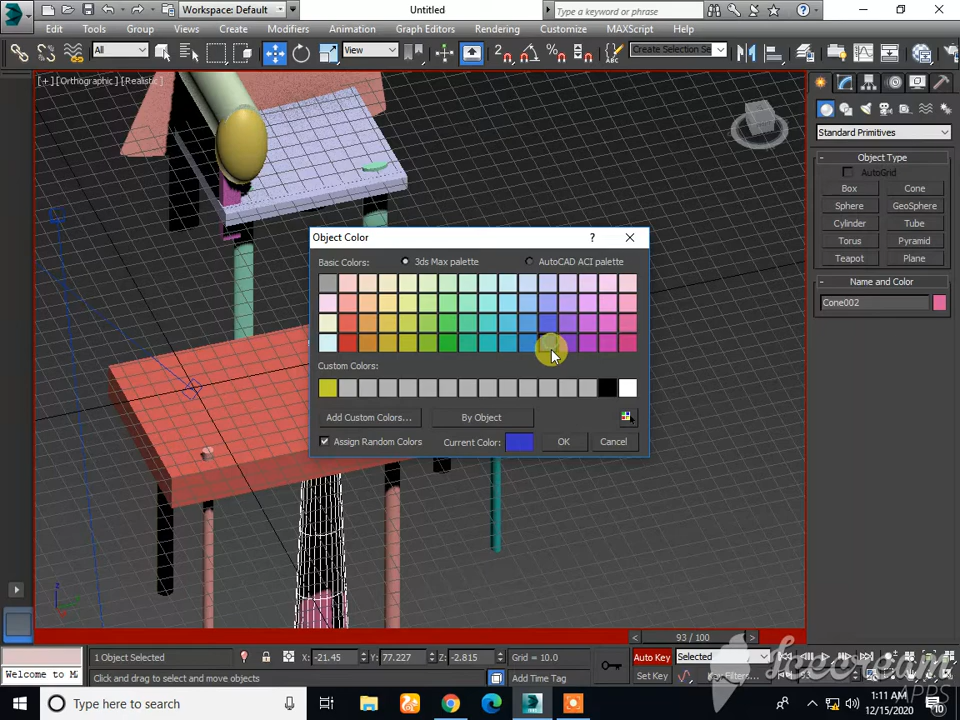 Workspace: Default
Untitled
Type a keyword or phrase
Edit Tools Group Views Create Modifiers Animation Graph Editors Rendering Customize MAXScript Help
All
View
Create Selection Se
[+] [Orthographic] [Realistic]
Standard Primitives
Object Type
AutoGrid
Box Cone
Sphere GeoSphere
Cylinder Tube
Torus Pyramid
Teapot Plane
Name and Color
Cone002
Object Color
Basic Colors: 3ds Max palette AutoCAD ACI palette
Custom Colors:
Add Custom Colors... By Object
Assign Random Colors Current Color: OK Cancel
93 / 100
1 Object Selected X: -21.45 Y: 77.227 Z: -2.815 Grid = 10.0
Auto Key Selected
Welcome to M
Click and drag to select and move objects
Add Time Tag
Set Key
93
APPS
Type here to search
1:11 AM
12/15/2020
10